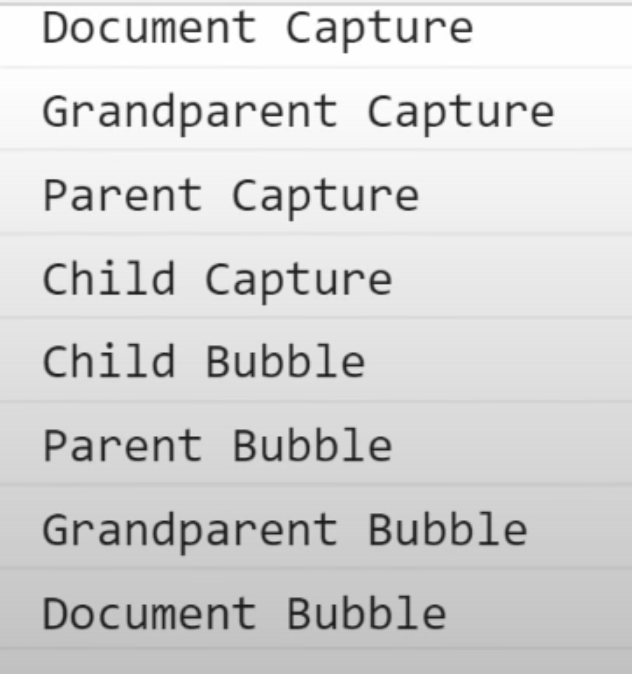 Document Capture
Grandparent Capture
Parent Capture
Child Capture
Child Bubble
Parent Bubble
Grandparent Bubble
Document Bubble